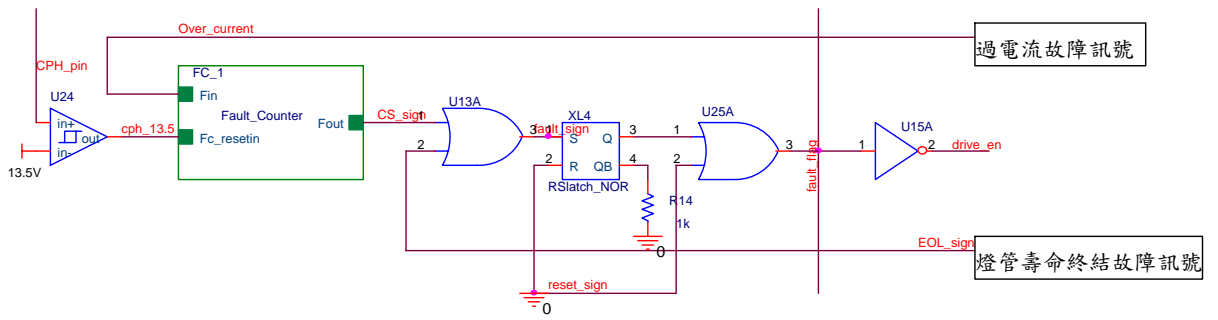 Over_current
過電流故障訊號
CPH_pin
FC_1
U24
Fin
Fault_Counter
U13A
XL4
U25A
U15A
in+
out
in-
cph_13.5
Fc_resetin
Fout
CS_sign
1
2
3
fault_sign
1
S
Q
3
2
R
QB
4
1
2
3
fault_flag
1
2
drive_en
13.5V
RSlatch_NOR
R14
1k
0
EOL_sign
燈管壽命終結故障訊號
reset_sign
0